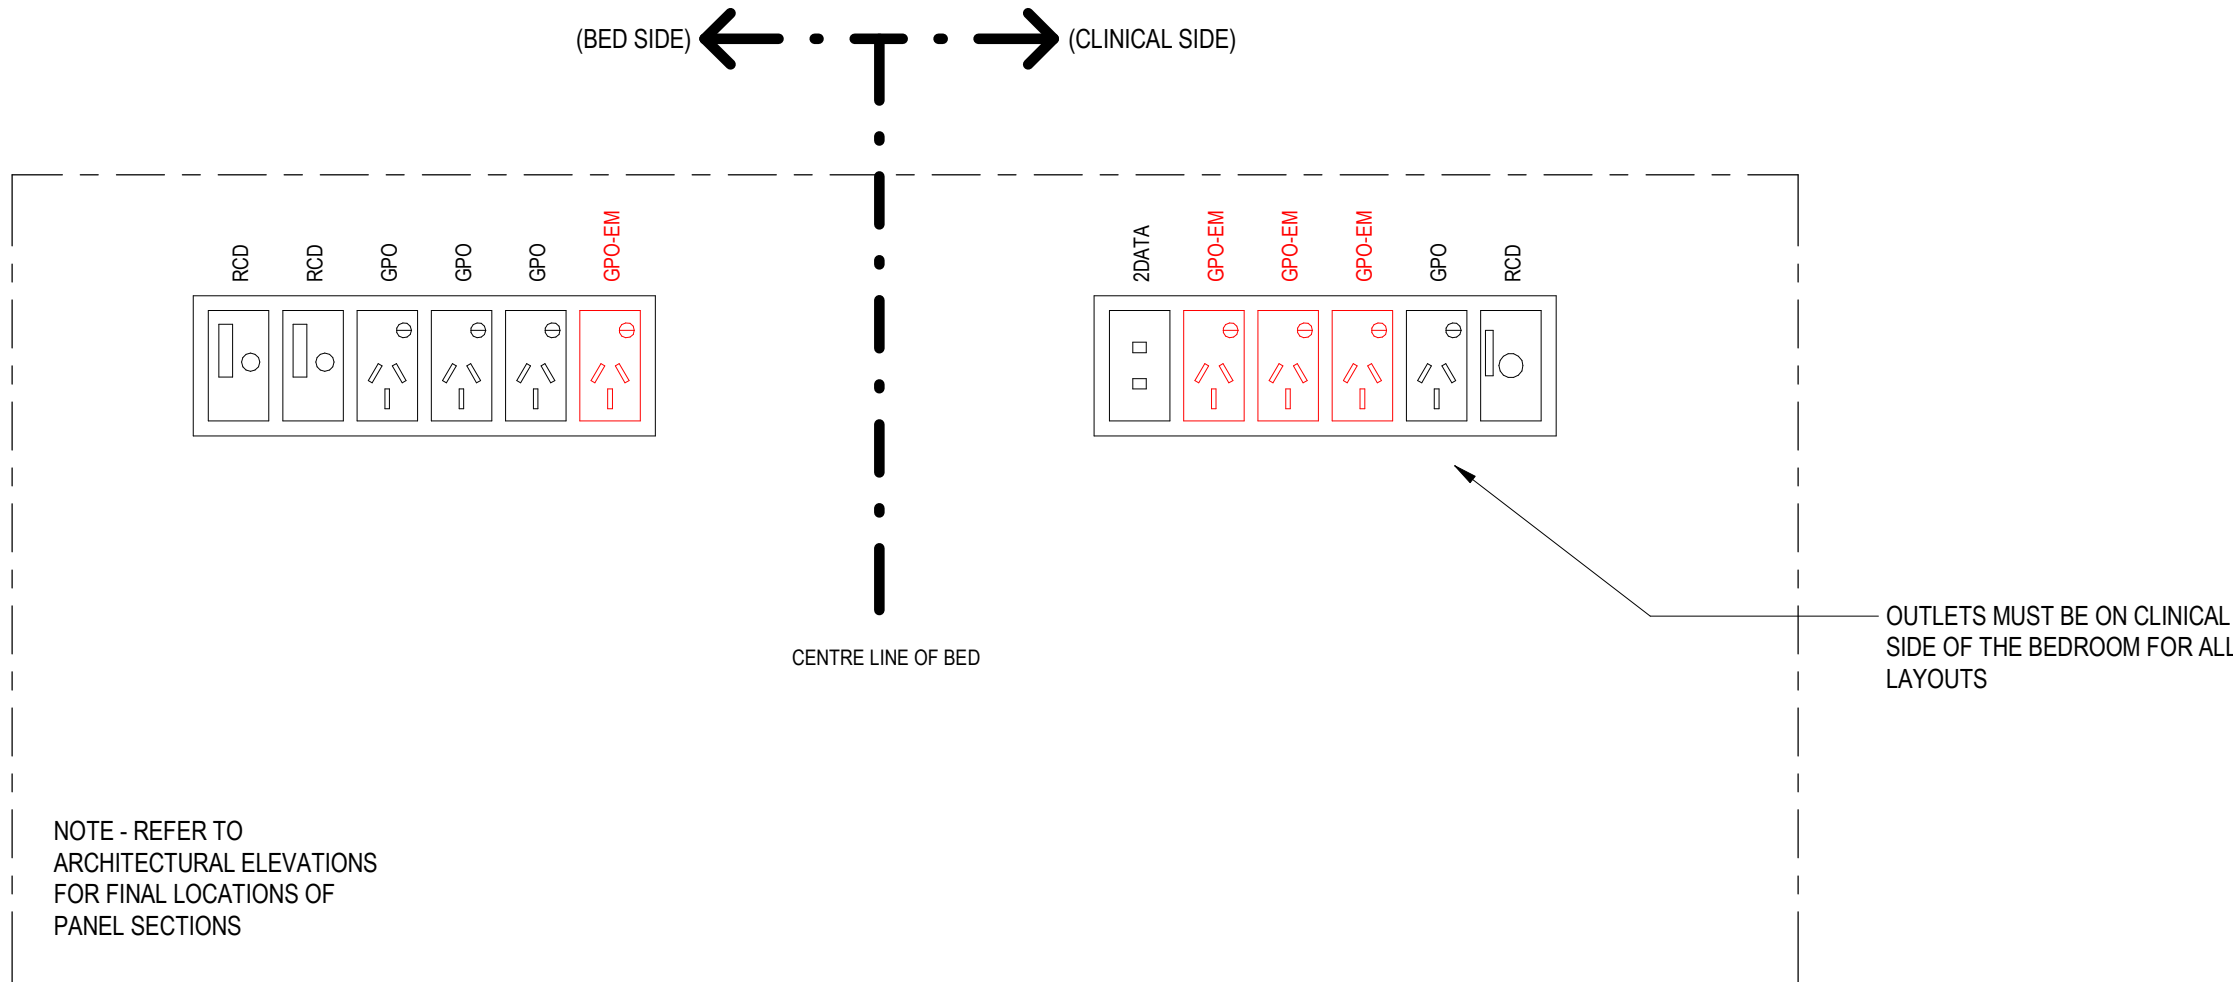 (BED SIDE)
(CLINICAL SIDE)
RCD
RCD
GPO
GPO
GPO
GPO-EM
2DATA
GPO-EM
GPO-EM
GPO-EM
GPO
RCD
OUTLETS MUST BE ON CLINICAL
SIDE OF THE BEDROOM FOR ALL
LAYOUTS
CENTRE LINE OF BED
NOTE - REFER TO
ARCHITECTURAL ELEVATIONS
FOR FINAL LOCATIONS OF
PANEL SECTIONS